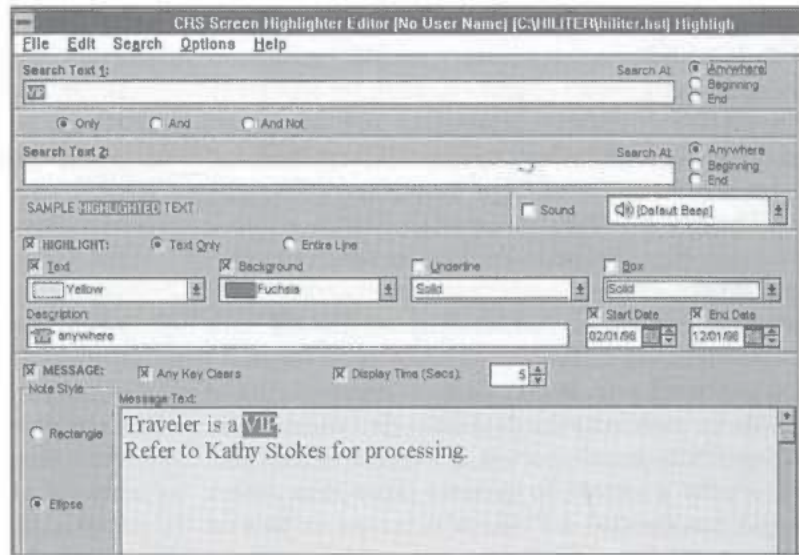 CRS Screen Highlighter Editor [No User Name] [C:\HILITER\hiliter.hst] Highligh
File Edit Search Options Help
Search Text 1: Search At: Anywhere
VIP Beginning
End
Only And And Not
Search Text 2: Search At: Anywhere
Beginning
End
SAMPLE HIGHLIGHTED TEXT Sound [Defaut Beep]
HIGHLIGHT: Text Only Entire Line
Text Background Underline Box
Yellow Fuchsia Solid Solid
Description: Start Date End Date
anywhere 02/01/98 12/01/98
MESSAGE: Any Key Clears Display Time (Secs): 5
Note Style Message Text:
Rectangle
Traveler is a VIP.
Refer to Kathy Stokes for processing.
Ellipse